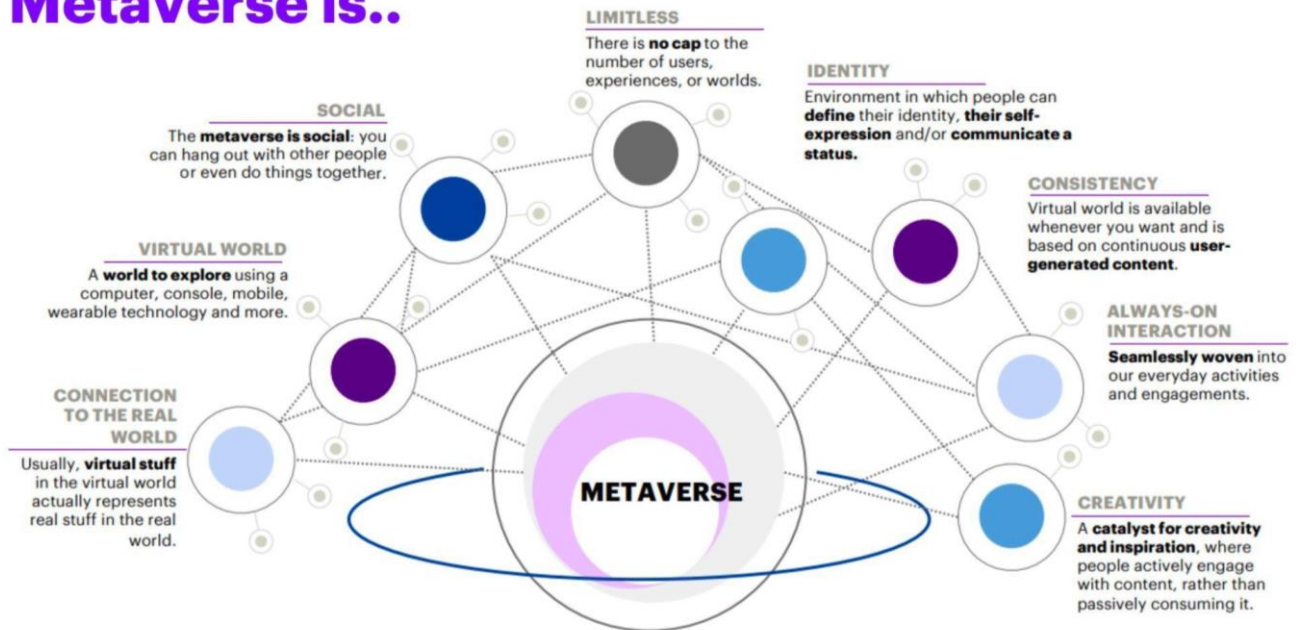 Metaverse is..
LIMITLESS
There is no cap to the
number of users,
experiences, or worlds.
IDENTITY
Environment in which people can
define their identity, their self-
expression and/or communicate a
status.
SOCIAL
The metaverse is social: you
can hang out with other people
or even do things together.
CONSISTENCY
Virtual world is available
whenever you want and is
based on continuous user-
generated content.
VIRTUAL WORLD
A world to explore using a
computer, console, mobile,
wearable technology and more.
ALWAYS-ON
INTERACTION
Seamlessly woven into
our everyday activities
and engagements.
CONNECTION
TO THE REAL
WORLD
Usually, virtual stuff
in the virtual world
actually represents
real stuff in the real
world.
METAVERSE
CREATIVITY
A catalyst for creativity
and inspiration, where
people actively engage
with content, rather than
passively consuming it.